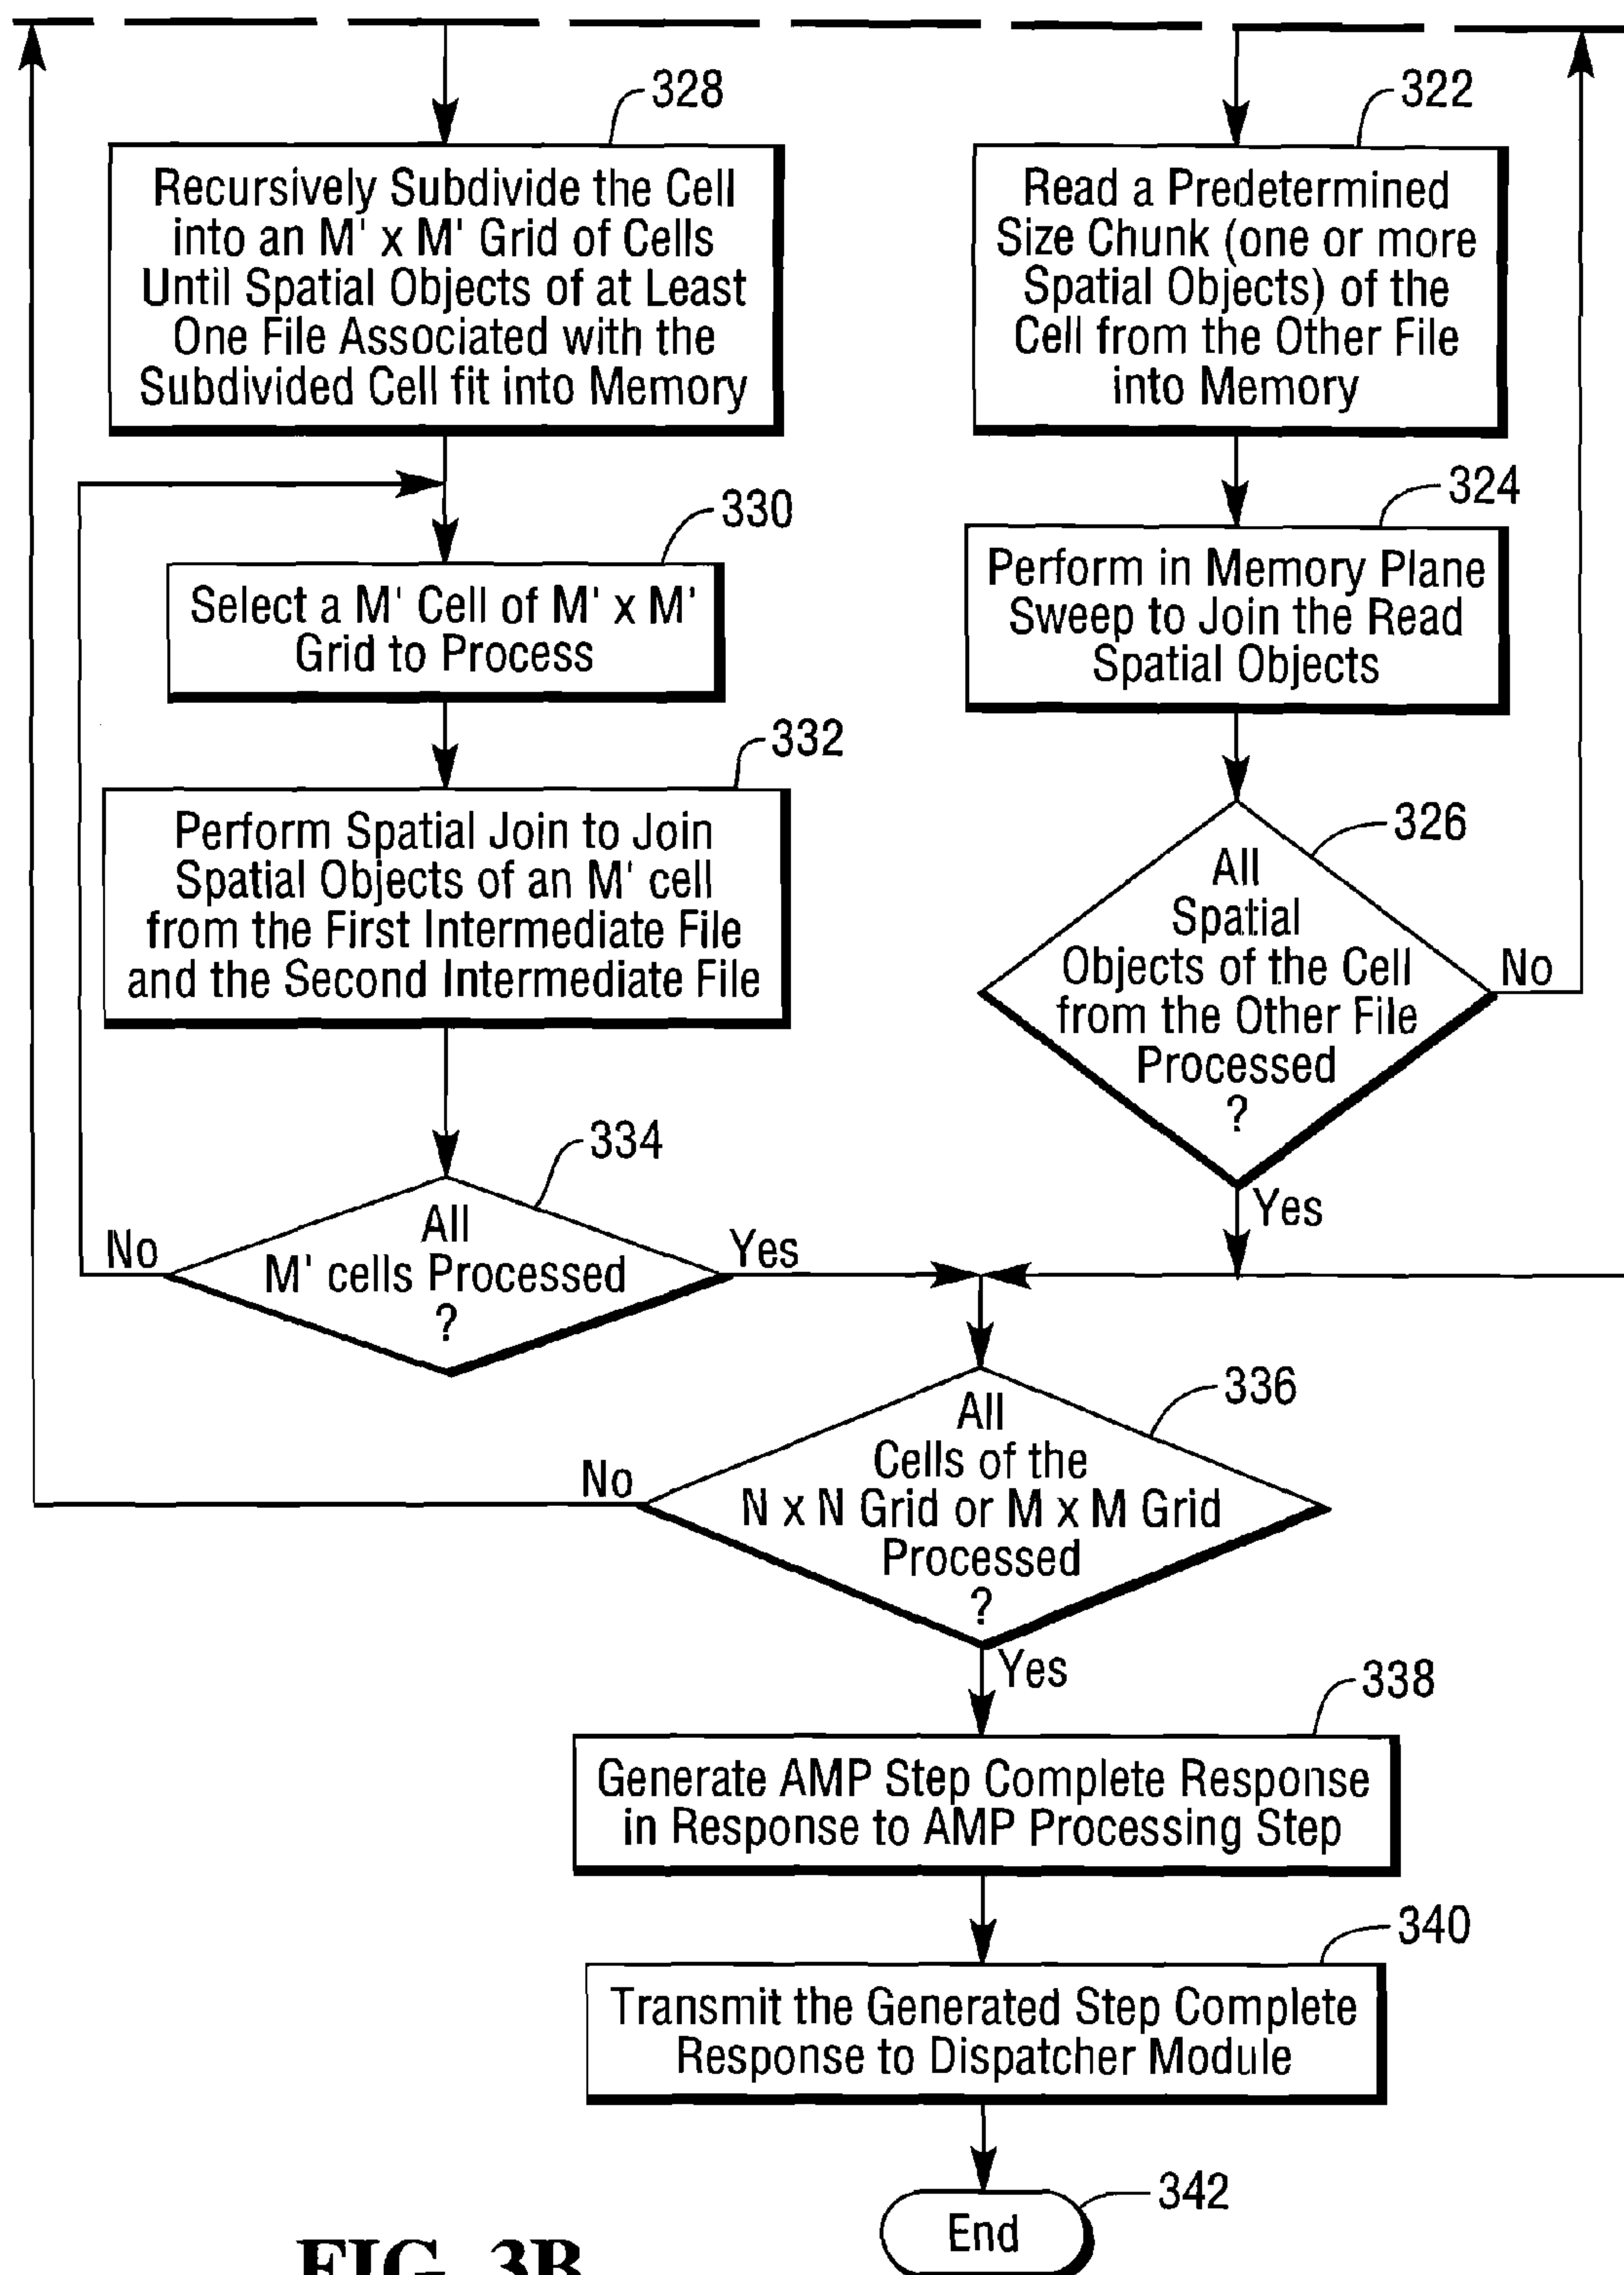 328
Recursively Subdivide the Cell
into an M' x M' Grid of Cells
Until Spatial Objects of at Least
One File Associated with the
Subdivided Cell fit into Memory
322
Read a Predetermined
Size Chunk (one or more
Spatial Objects) of the
Cell from the Other File
into Memory
330
Select a M' Cell of M' x M'
Grid to Process
324
Perform in Memory Plane
Sweep to Join the Read
Spatial Objects
332
Perform Spatial Join to Join
Spatial Objects of an M' cell
from the First Intermediate File
and the Second Intermediate File
326
All
Spatial
Objects of the Cell
from the Other File
Processed
?
No
Yes
334
All
M' cells Processed
?
No
Yes
336
All
Cells of the
N x N Grid or M x M Grid
Processed
?
No
Yes
338
Generate AMP Step Complete Response
in Response to AMP Processing Step
340
Transmit the Generated Step Complete
Response to Dispatcher Module
342
End
FIG. 3B